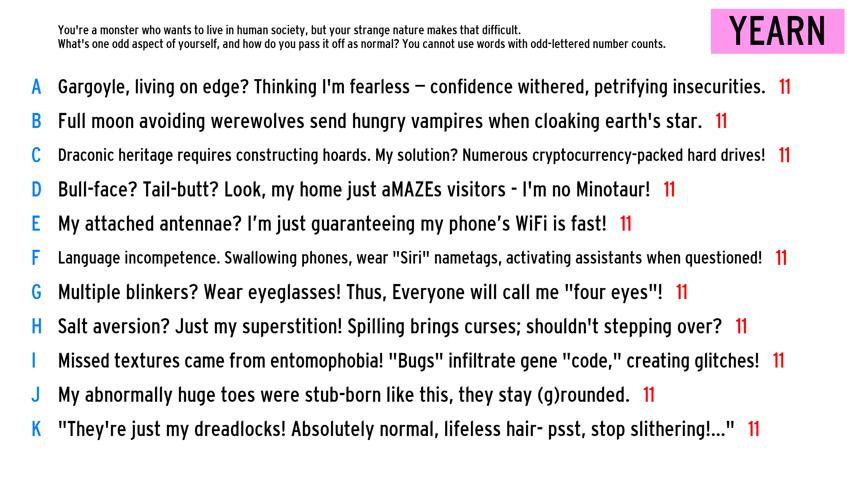 You're a monster who wants to live in human society, but your strange nature makes that difficult.
What's one odd aspect of yourself, and how do you pass it off as normal? You cannot use words with odd-lettered number counts.
YEARN
A Gargoyle, living on edge? Thinking I'm fearless – confidence withered, petrifying insecurities. 11
B Full moon avoiding werewolves send hungry vampires when cloaking earth's star. 11
C Draconic heritage requires constructing hoards. My solution? Numerous cryptocurrency-packed hard drives! 11
D Bull-face? Tail-butt? Look, my home just aMAZEs visitors - I'm no Minotaur! 11
E My attached antennae? I'm just guaranteeing my phone's WiFi is fast! 11
F Language incompetence. Swallowing phones, wear "Siri" nametags, activating assistants when questioned! 11
G Multiple blinkers? Wear eyeglasses! Thus, Everyone will call me "four eyes"! 11
H Salt aversion? Just my superstition! Spilling brings curses; shouldn't stepping over? 11
I Missed textures came from entomophobia! "Bugs" infiltrate gene "code," creating glitches! 11
J My abnormally huge toes were stub-born like this, they stay (g)rounded. 11
K "They're just my dreadlocks! Absolutely normal, lifeless hair- psst, stop slithering!..." 11